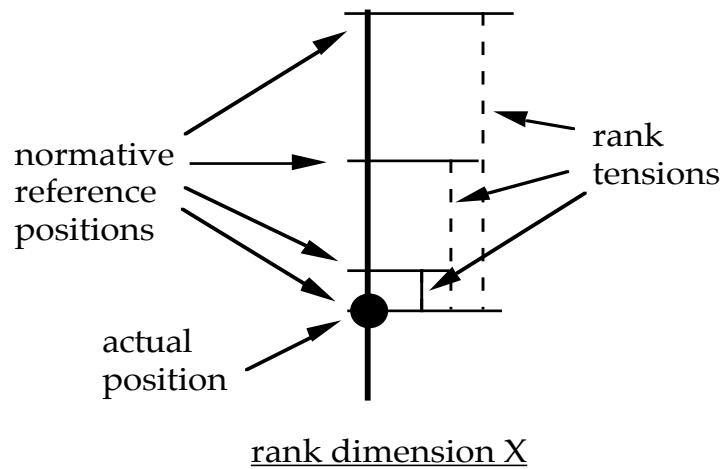 normative
reference
positions
rank
tensions
actual
position
rank dimension X